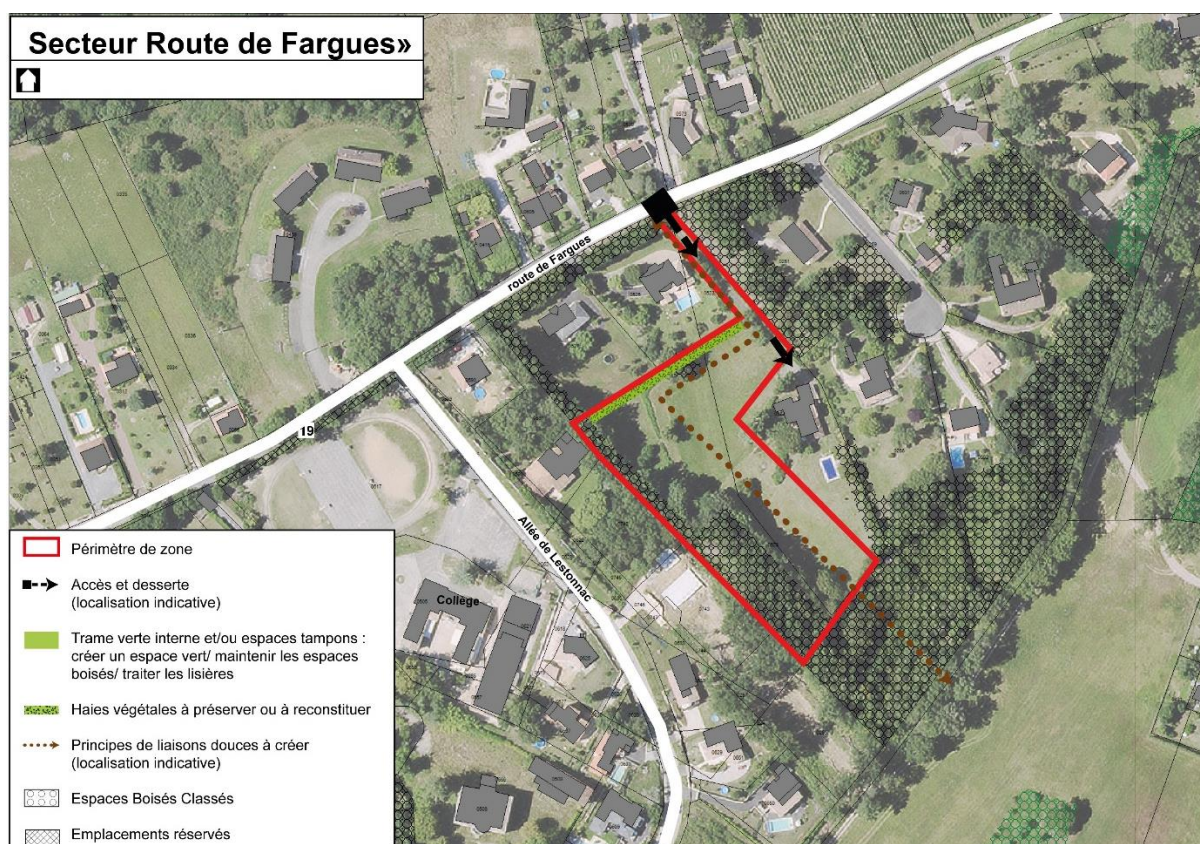 Secteur Route de Fargues»
route de Fargues
19
Allée de Lestonnac
Collège
Périmètre de zone
Accès et desserte
(localisation indicative)
Trame verte interne et/ou espaces tampons :
créer un espace vert/ maintenir les espaces
boisés/ traiter les lisières
Haies végétales à préserver ou à reconstituer
Principes de liaisons douces à créer
(localisation indicative)
Espaces Boisés Classés
Emplacements réservés